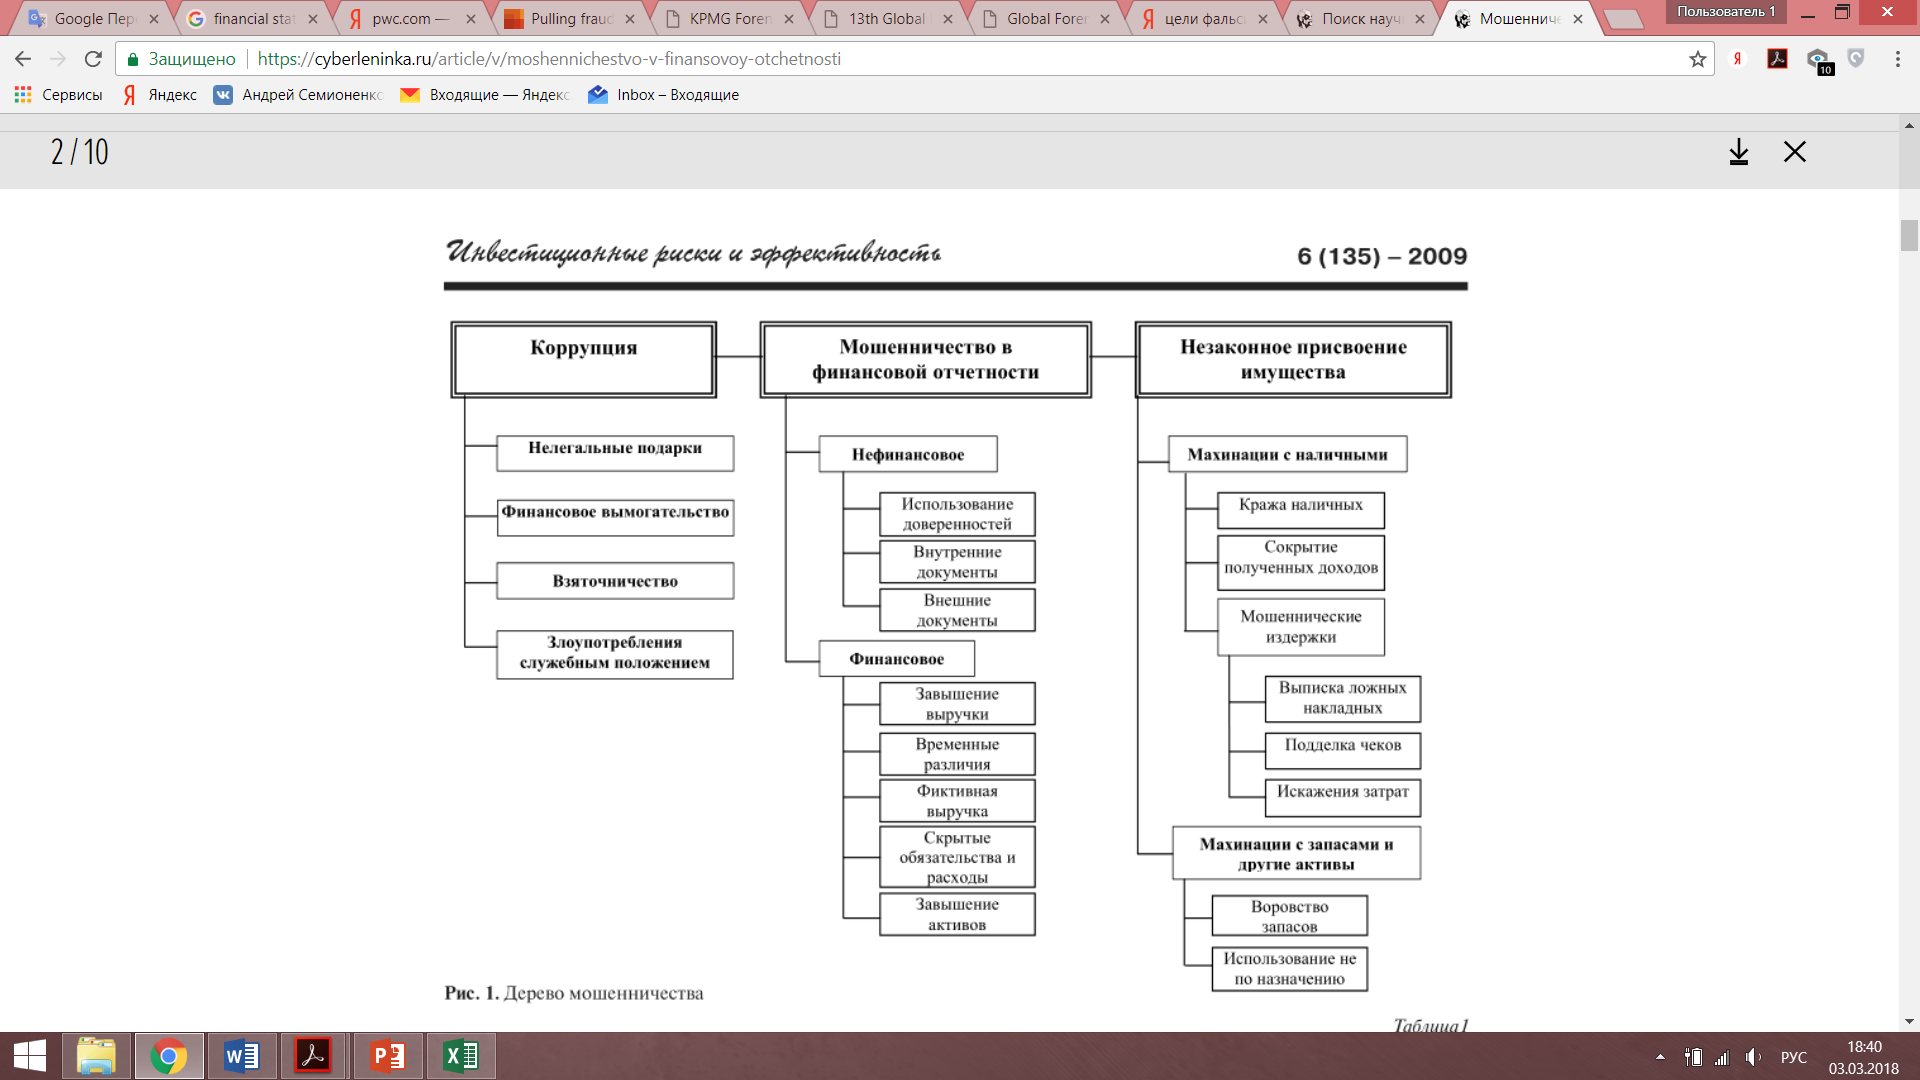 Google Пер
financial stat
pwc.com —
Pulling fraud
KPMG Foren
13th Global
Global Foren
цели фальс
Поиск науч
Мошенниче
Пользователь 1
Защищено
https://cyberleninka.ru/article/v/moshennichestvo-v-finansovoy-otchetnosti
10
Сервисы
Яндекс
Андрей Семионенко
Входящие — Яндекс
Inbox – Входящие
2 / 10
Инвестиционные риски и эффективность
6 (135) – 2009
Коррупция
Нелегальные подарки
Финансовое вымогательство
Взяточничество
Злоупотребления
служебным положением
Мошенничество в
финансовой отчетности
Нефинансовое
Использование
доверенностей
Внутренние
документы
Внешние
документы
Финансовое
Завышение
выручки
Временные
различия
Фиктивная
выручка
Скрытые
обязательства и
расходы
Завышение
активов
Незаконное присвоение
имущества
Махинации с наличными
Кража наличных
Сокрытие
полученных доходов
Мошеннические
издержки
Выписка ложных
накладных
Подделка чеков
Искажения затрат
Махинации с запасами и
другие активы
Воровство
запасов
Использование не
по назначению
Рис. 1. Дерево мошенничества
Таблица 1
РУС
18:40
03.03.2018